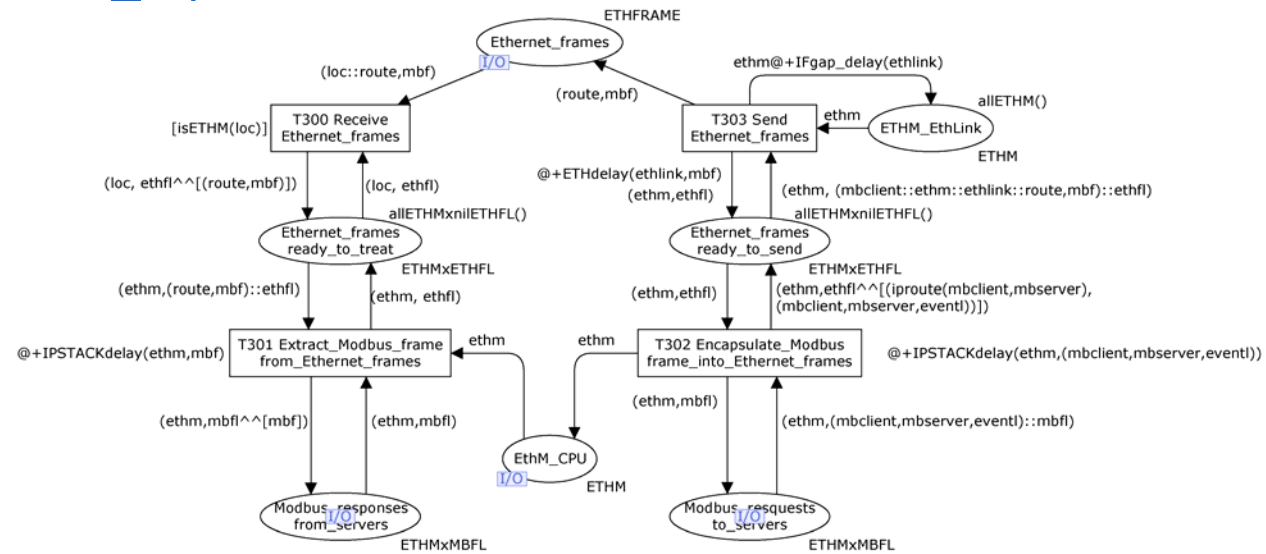 ETHFRAME
Ethernet_frames
I/O
(loc::route,mbf)
(route,mbf)
ethm@+IFgap_delay(ethlink)
allETHM()
[isETHM(loc)]
T300 Receive
Ethernet_frames
T303 Send
Ethernet_frames
ethm
ETHM_EthLink
ETHM
(loc, ethfl^^[(route,mbf)])
(loc, ethfl)
@+ETHdelay(ethlink,mbf)
(ethm,ethfl)
(ethm, (mbclient::ethm::ethlink::route,mbf)::ethfl)
allETHMxnilETHFL()
allETHMxnilETHFL()
Ethernet_frames
ready_to_treat
Ethernet_frames
ready_to_send
ETHMxETHFL
ETHMxETHFL
(ethm,(route,mbf)::ethfl)
(ethm, ethfl)
(ethm,ethfl)
(ethm,ethfl^^[(iproute(mbclient,mbserver),
(mbclient,mbserver,eventl))])
@+IPSTACKdelay(ethm,mbf)
T301 Extract_Modbus_frame
from_Ethernet_frames
ethm
ethm
T302 Encapsulate_Modbus
frame_into_Ethernet_frames
@+IPSTACKdelay(ethm,(mbclient,mbserver,eventl))
(ethm,mbfl^^[mbf])
(ethm,mbfl)
(ethm,mbfl)
(ethm,(mbclient,mbserver,eventl)::mbfl)
EthM_CPU
I/O
ETHM
Modbus_responses
from_servers
I/O
ETHMxMBFL
Modbus_resquests
to_servers
I/O
ETHMxMBFL